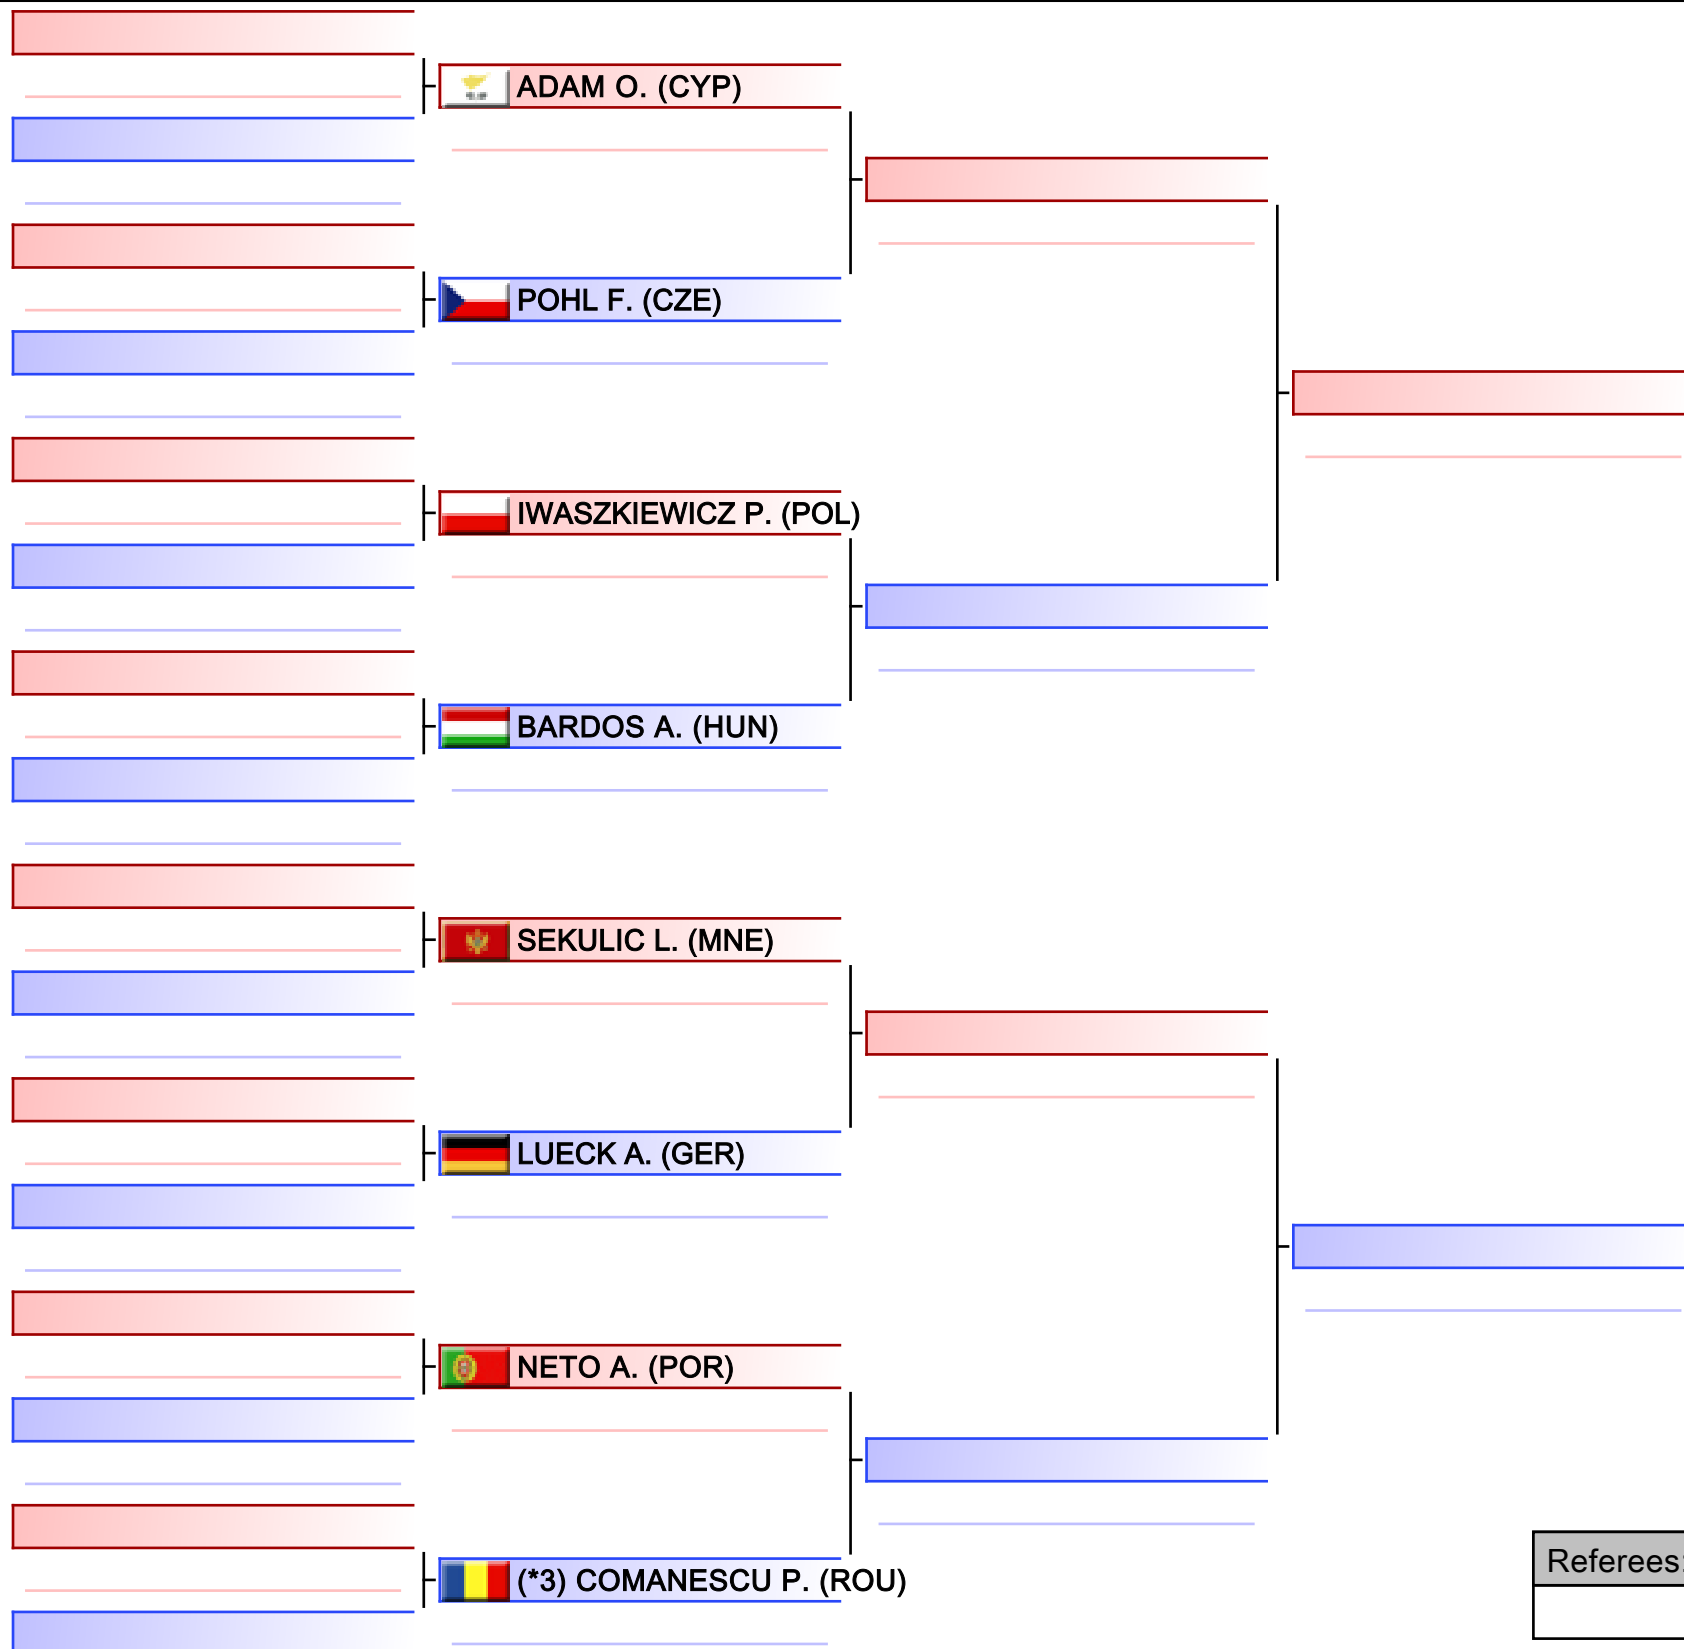 ADAM O. (CYP)
POHL F. (CZE)
IWASZKIEWICZ P. (POL)
BARDOS A. (HUN)
SEKULIC L. (MNE)
LUECK A. (GER)
NETO A. (POR)
(*3) COMANESCU P. (ROU)
Referees: